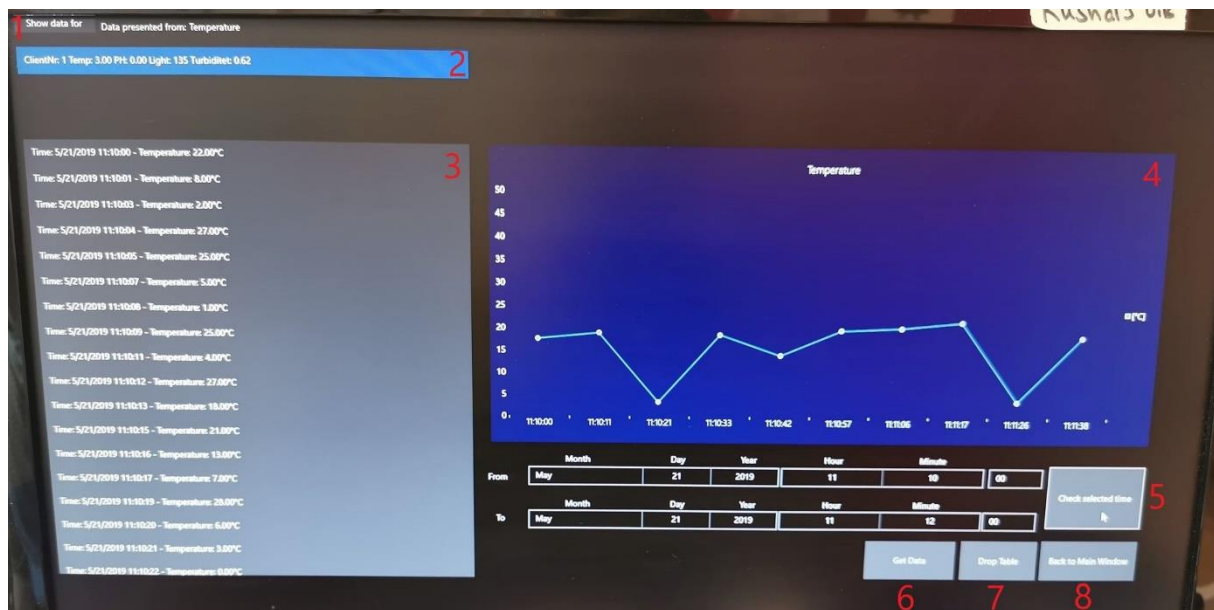 1
Show data for
Data presented from: Temperature
ClientNr: 1 Temp: 3.00 PH: 0.00 Light: 135 Turbiditet: 0.62
2
3
Time: 5/21/2019 11:10:00 - Temperature: 22.00°C
Time: 5/21/2019 11:10:01 - Temperature: 8.00°C
Time: 5/21/2019 11:10:03 - Temperature: 2.00°C
Time: 5/21/2019 11:10:04 - Temperature: 27.00°C
Time: 5/21/2019 11:10:05 - Temperature: 25.00°C
Time: 5/21/2019 11:10:07 - Temperature: 5.00°C
Time: 5/21/2019 11:10:08 - Temperature: 1.00°C
Time: 5/21/2019 11:10:09 - Temperature: 25.00°C
Time: 5/21/2019 11:10:11 - Temperature: 4.00°C
Time: 5/21/2019 11:10:12 - Temperature: 27.00°C
Time: 5/21/2019 11:10:13 - Temperature: 18.00°C
Time: 5/21/2019 11:10:15 - Temperature: 21.00°C
Time: 5/21/2019 11:10:16 - Temperature: 13.00°C
Time: 5/21/2019 11:10:17 - Temperature: 7.00°C
Time: 5/21/2019 11:10:19 - Temperature: 28.00°C
Time: 5/21/2019 11:10:20 - Temperature: 6.00°C
Time: 5/21/2019 11:10:21 - Temperature: 3.00°C
Time: 5/21/2019 11:10:22 - Temperature: 0.00°C
Temperature
4
50
45
40
35
30
25
20
15
10
5
0
[°C]
11:10:00 11:10:11 11:10:21 11:10:33 11:10:42 11:10:57 11:11:06 11:11:17 11:11:26 11:11:38
Month Day Year Hour Minute
From May 21 2019 11 10 00
Month Day Year Hour Minute
To May 21 2019 11 12 00
Check selected time
5
Get Data
Drop Table
Back to Main Window
6 7 8